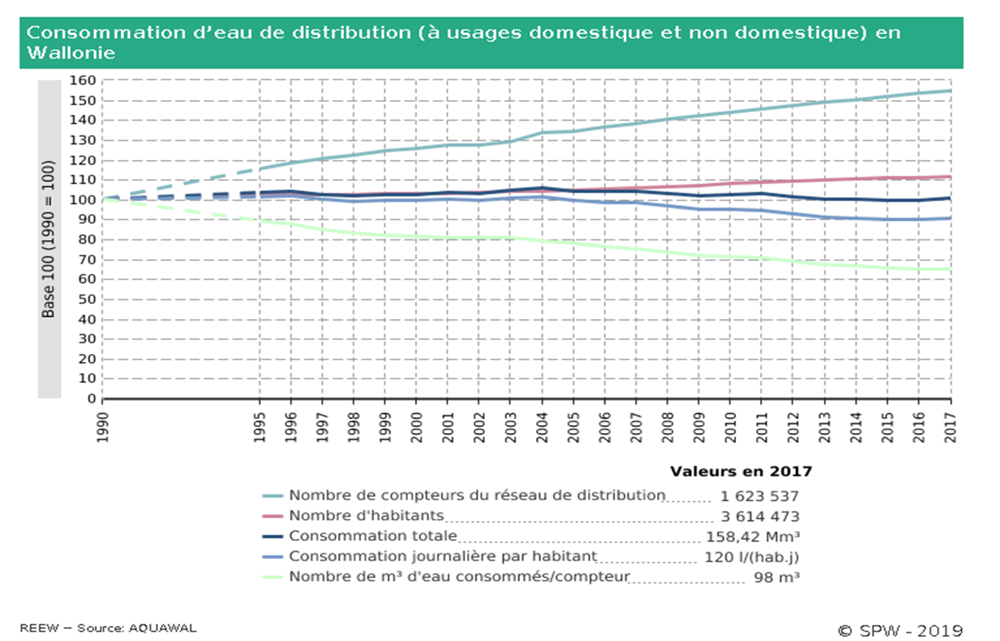 Consommation d’eau de distribution (à usages domestique et non domestique) en
Wallonie
160
150
140
130
120
110
100
90
80
70
60
50
40
30
20
10
0
Base 100 (1990 = 100)
1990 1995 1996 1997 1998 1999 2000 2001 2002 2003 2004 2005 2006 2007 2008 2009 2010 2011 2012 2013 2014 2015 2016 2017
Valeurs en 2017
Nombre de compteurs du réseau de distribution 1 623 537
Nombre d'habitants 3 614 473
Consommation totale 158,42 Mm³
Consommation journalière par habitant 120 l/(hab.j)
Nombre de m³ d'eau consommés/compteur 98 m³
REEW – Source: AQUAWAL
© SPW - 2019